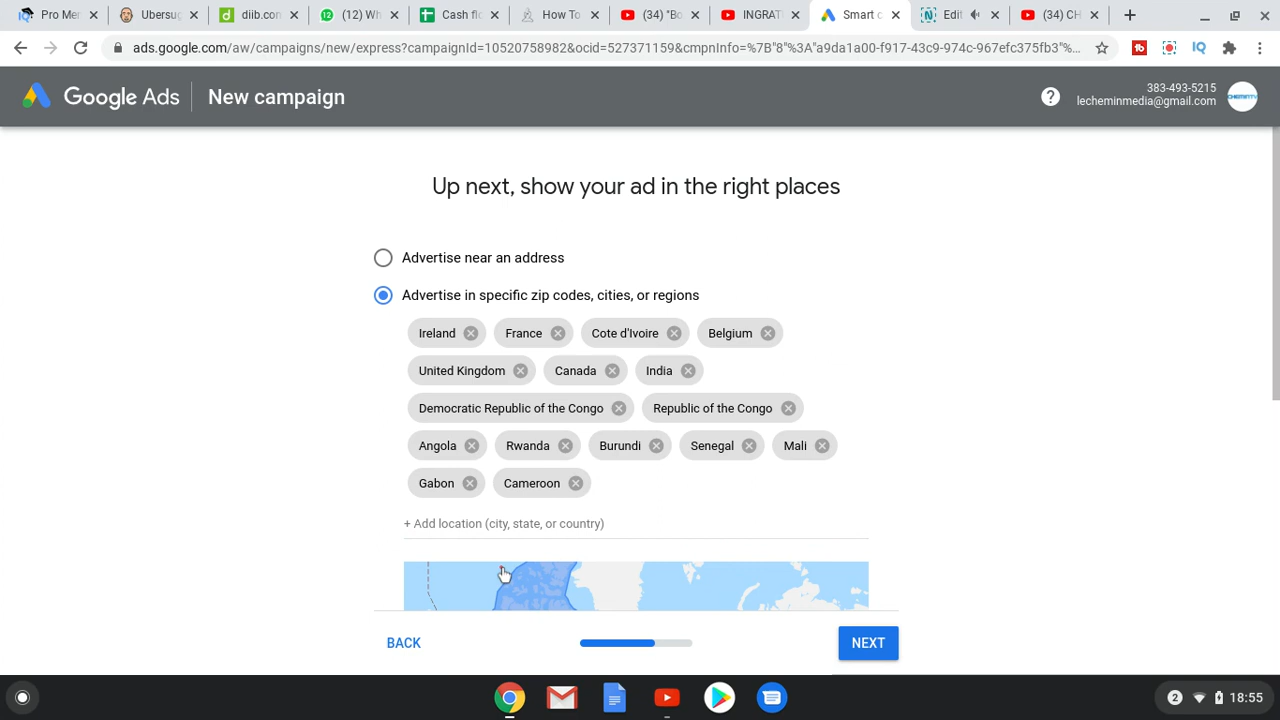 Pro Mer
Ubersug
diib.con
(12) Wh
Cash flo
How To
(34) "Bo
INGRAT
Smart c
Edit
(34) CH
ads.google.com/aw/campaigns/new/express?campaignId=10520758982&ocid=527371159&cmpnInfo=%7B"8"%3A"a9da1a00-f917-43c9-974c-967efc375fb3"%...
Google Ads
New campaign
383-493-5215
lecheminmedia@gmail.com
Up next, show your ad in the right places
Advertise near an address
Advertise in specific zip codes, cities, or regions
Ireland France Cote d'Ivoire Belgium
United Kingdom Canada India
Democratic Republic of the Congo Republic of the Congo
Angola Rwanda Burundi Senegal Mali
Gabon Cameroon
+ Add location (city, state, or country)
BACK
NEXT
2
18:55